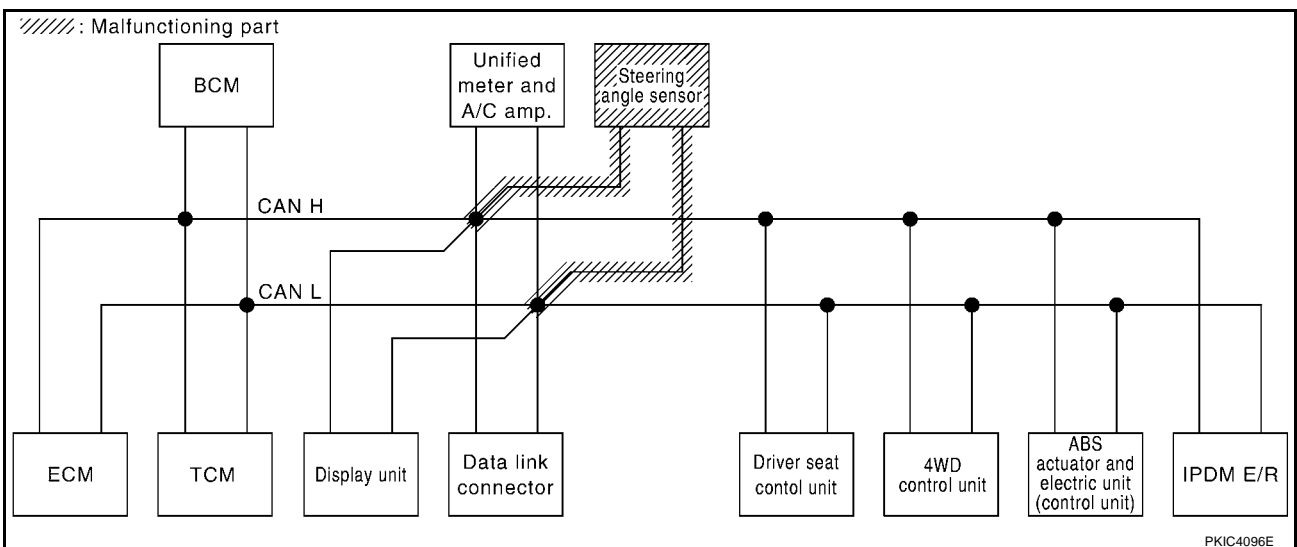 : Malfunctioning part
BCM
Unified
meter and
A/C amp.
Steering
angle sensor
CAN H
CAN L
ECM
TCM
Display unit
Data link
connector
Driver seat
contol unit
4WD
control unit
ABS
actuator and
electric unit
(control unit)
IPDM E/R
PKIC4096E